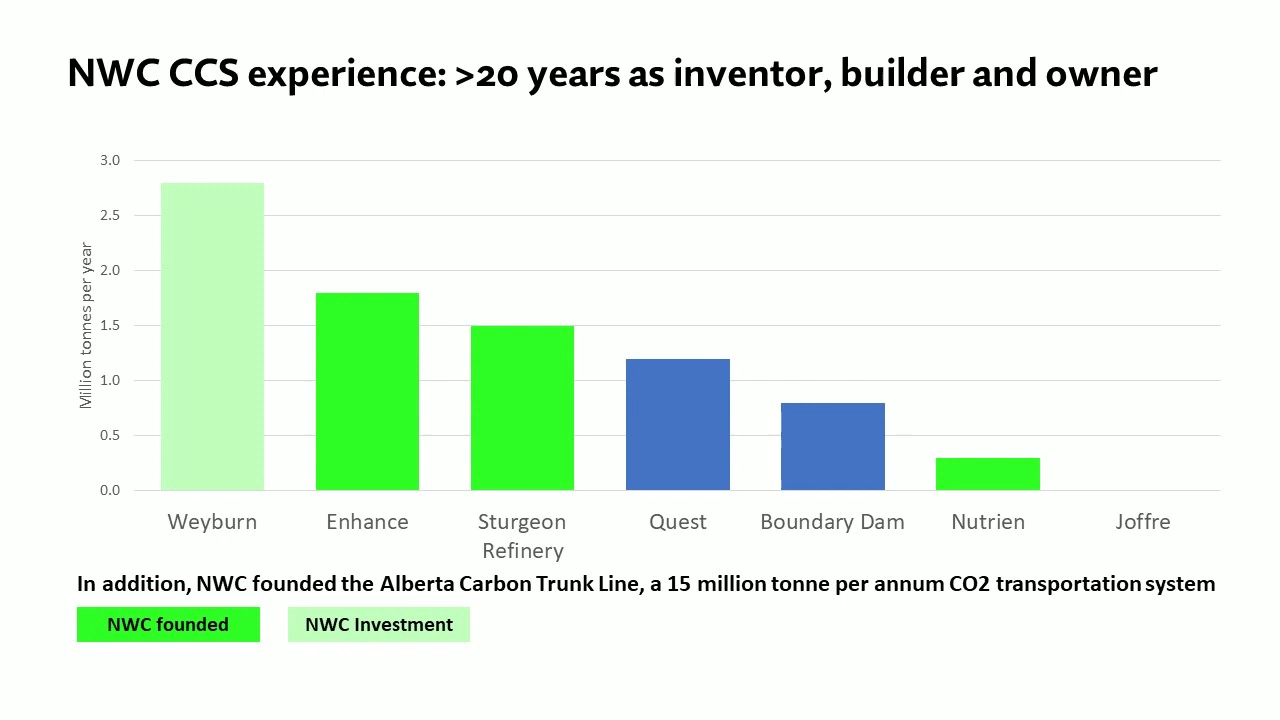 NWC CCS experience: >20 years as inventor, builder and owner
Million tonnes per year
3.0
2.5
2.0
1.5
1.0
0.5
0.0
Weyburn
Enhance
Sturgeon
Refinery
Quest
Boundary Dam
Nutrien
Joffre
In addition, NWC founded the Alberta Carbon Trunk Line, a 15 million tonne per annum CO2 transportation system
NWC founded
NWC Investment